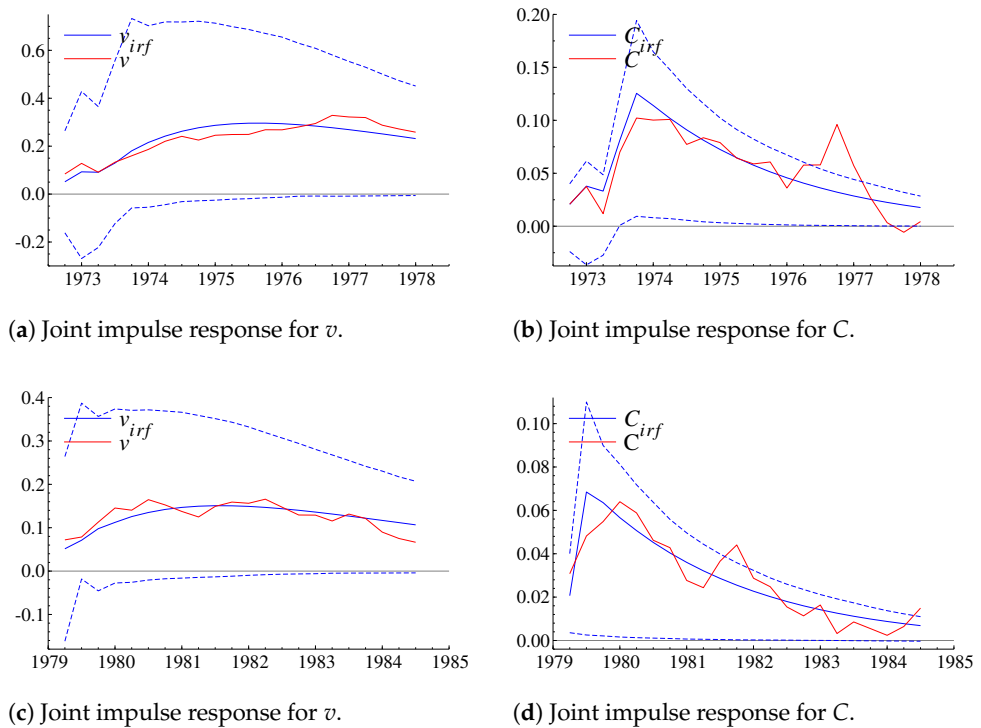 0.6
0.4
0.2
0.0
-0.2
v_irf
v
1973 1974 1975 1976 1977 1978
0.20
0.15
0.10
0.05
0.00
C_irf
C
1973 1974 1975 1976 1977 1978
(a) Joint impulse response for v.
(b) Joint impulse response for C.
0.4
0.3
0.2
0.1
0.0
-0.1
v_irf
v
1979 1980 1981 1982 1983 1984 1985
0.10
0.08
0.06
0.04
0.02
0.00
C_irf
C
1979 1980 1981 1982 1983 1984 1985
(c) Joint impulse response for v.
(d) Joint impulse response for C.